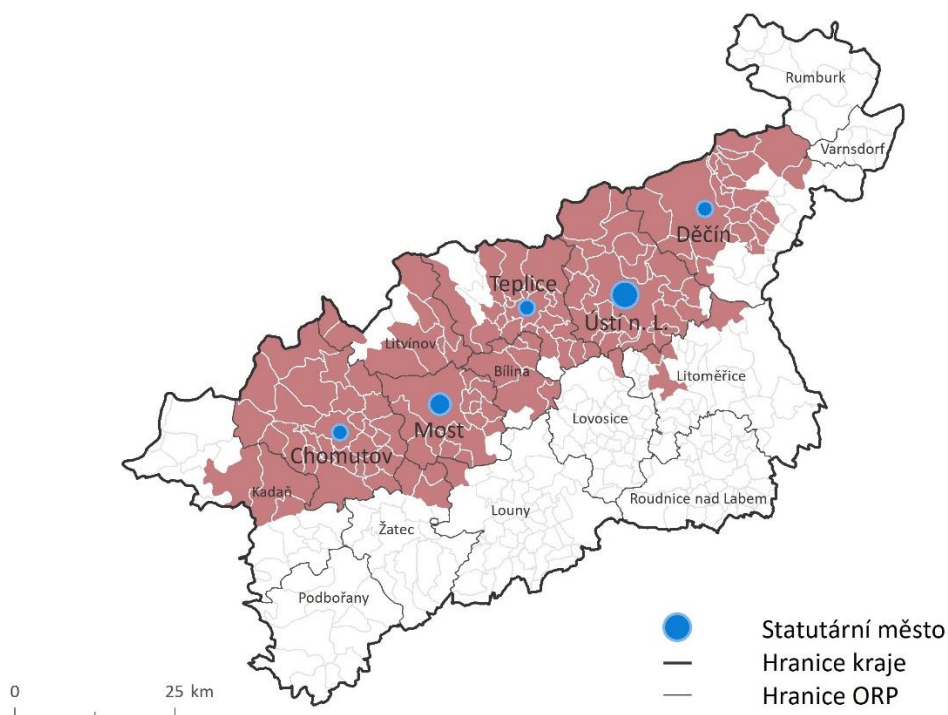 Rumburk
Varnsdorf
Děčín
Teplice
Ústí n. L.
Litvínov
Bílina
Litoměřice
Lovosice
Most
Chomutov
Kadaň
Roudnice nad Labem
Louny
Žatec
Podbořany
Statutární město
Hranice kraje
Hranice ORP
0 25 km